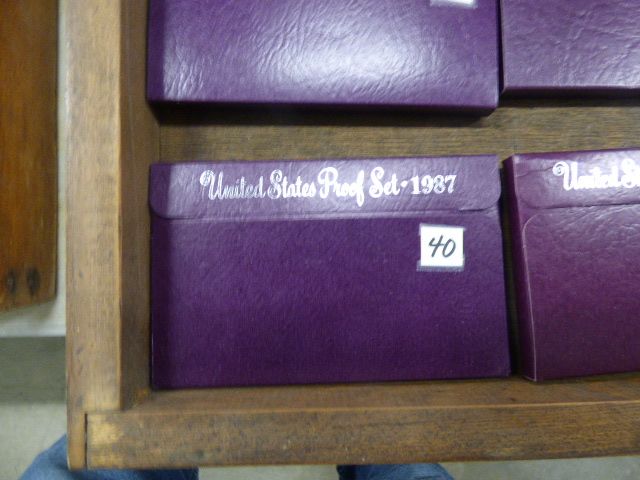 United States Proof Set · 1987
40
United S